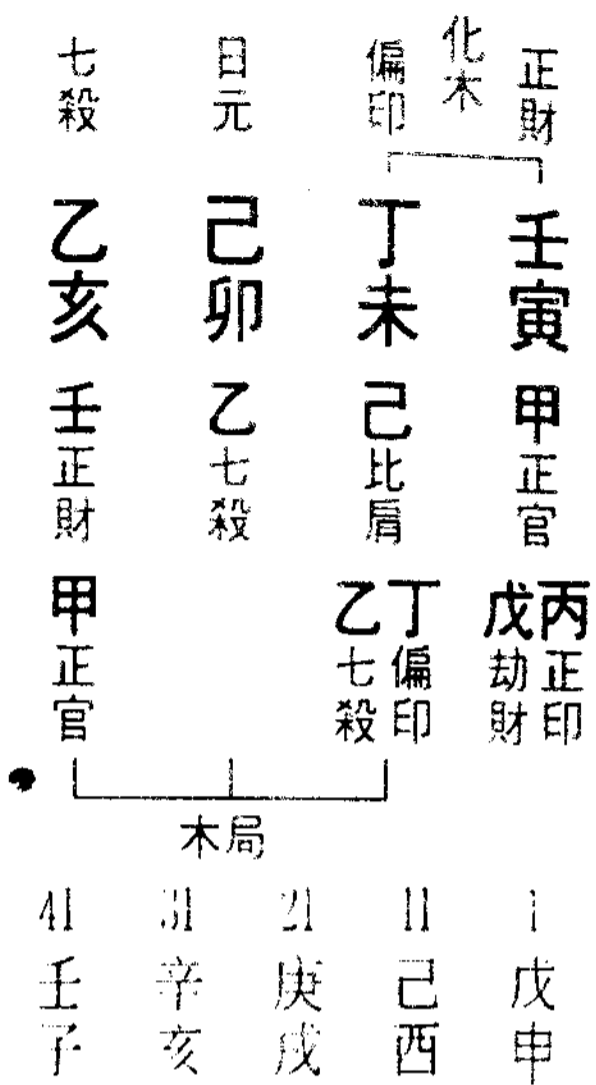 正財
化木
偏印
日元
七殺
壬寅
丁未
己卯
乙亥
甲正官
己比肩
乙七殺
壬正財
丙正印
戊劫財
丁偏印
乙七殺
甲正官
木局
1
11
21
31
41
戊申
己酉
庚戌
辛亥
壬子